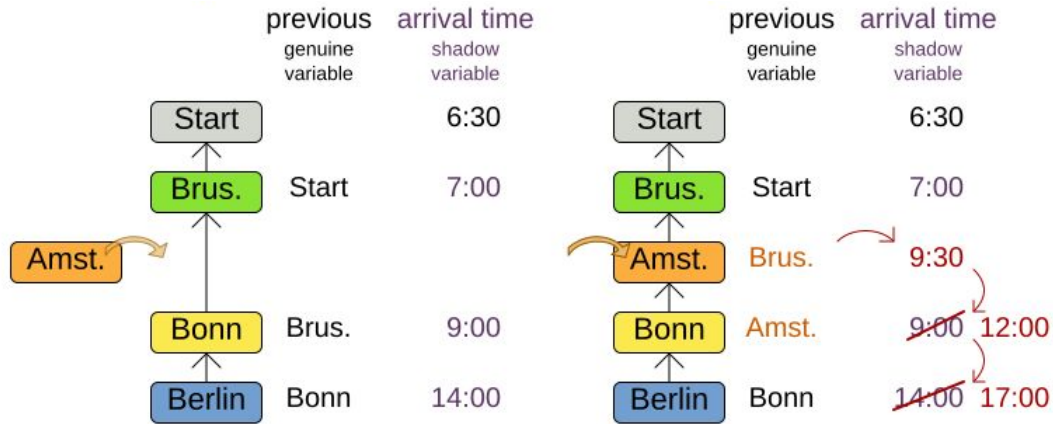 previous arrival time previous arrival time
genuine shadow genuine shadow
variable variable variable variable
Start 6:30 Start 6:30
Brus. Start 7:00 Brus. Start 7:00
Amst. Amst. Brus. 9:30
Bonn Brus. 9:00 Bonn Amst. 9:00 12:00
Berlin Bonn 14:00 Berlin Bonn 14:00 17:00